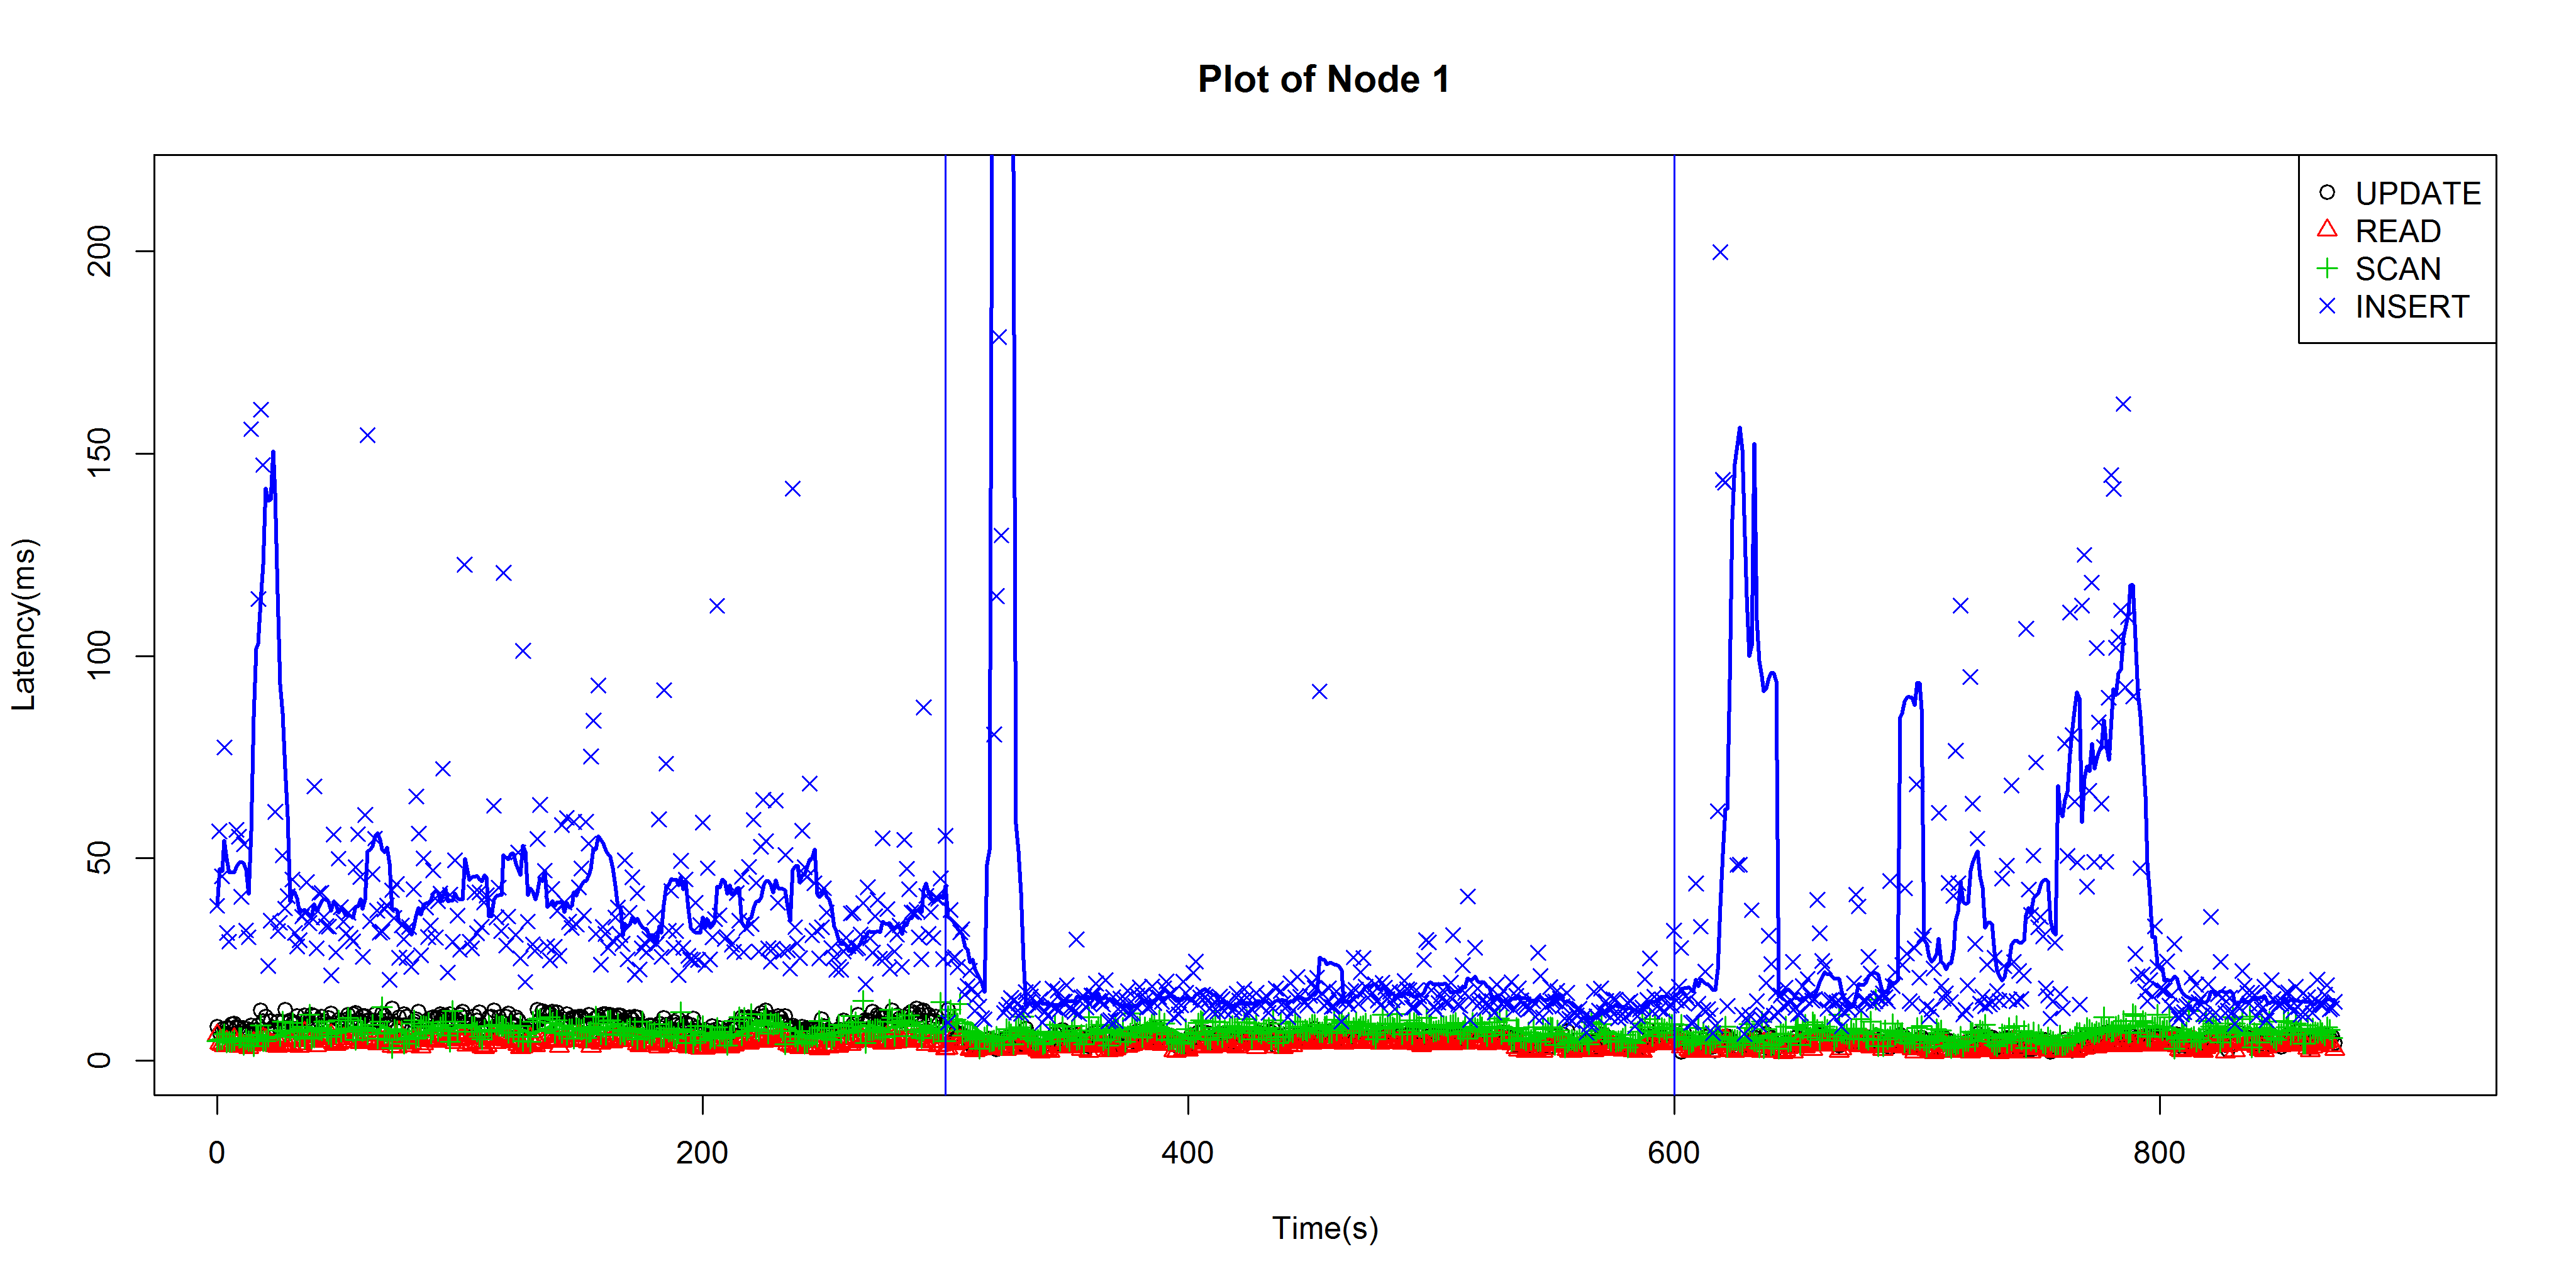 Plot of Node 1
UPDATE
READ
SCAN
INSERT
Latency(ms)
200
150
100
50
0
0 200 400 600 800
Time(s)